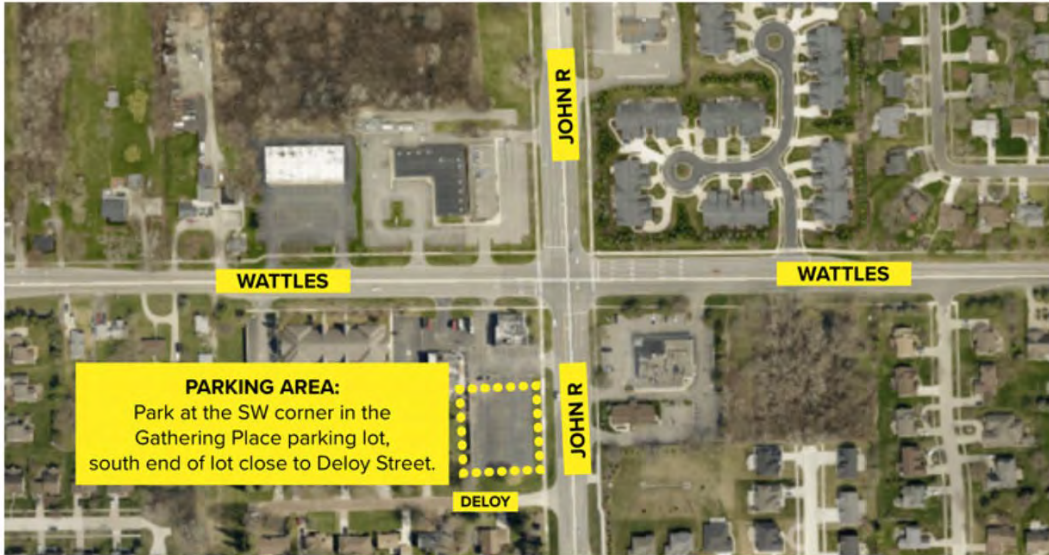 JOHN R
WATTLES
WATTLES
PARKING AREA:
Park at the SW corner in the
Gathering Place parking lot,
south end of lot close to Deloy Street.
JOHN R
DELOY